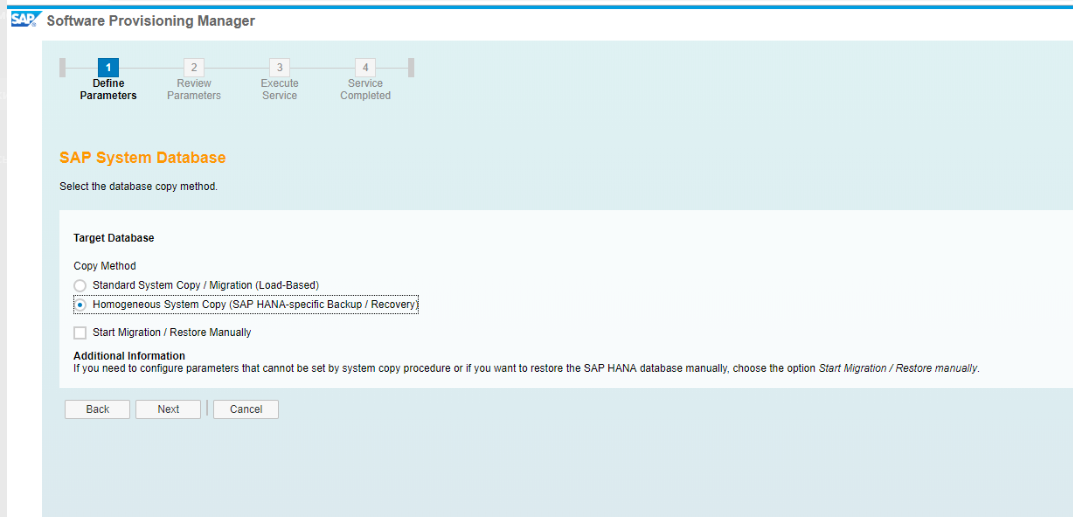 SAP Software Provisioning Manager
1 2 3 4
Define Review Execute Service
Parameters Parameters Service Completed
SAP System Database
Select the database copy method.
Target Database
Copy Method
Standard System Copy / Migration (Load-Based)
Homogeneous System Copy (SAP HANA-specific Backup / Recovery)
Start Migration / Restore Manually
Additional Information
If you need to configure parameters that cannot be set by system copy procedure or if you want to restore the SAP HANA database manually, choose the option Start Migration / Restore manually.
Back Next Cancel